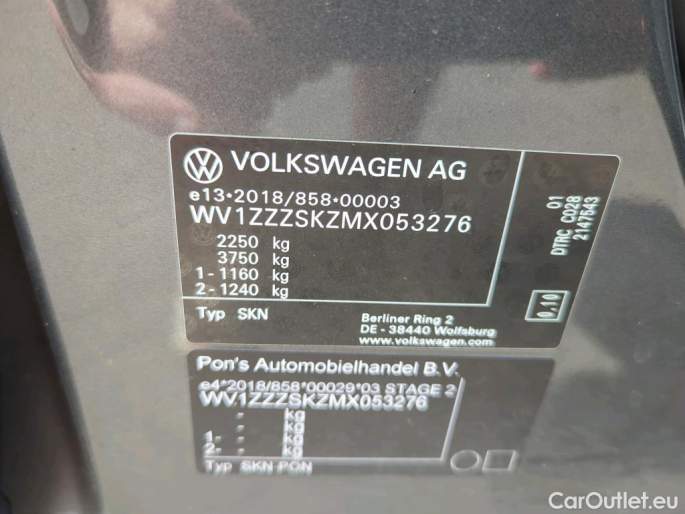 VOLKSWAGEN AG
e13*2018/858*00003
WV1ZZZSKZMX053276
2250 kg
3750 kg
1 - 1160 kg
2 - 1240 kg
Typ SKN
Berliner Ring 2
DE - 38440 Wolfsburg
www.volkswagen.com
01
DTRC C028
2147543
0,10
Pon's Automobielhandel B.V.
e4*2018/858*00029*03 STAGE 2
WV1ZZZSKZMX053276
- kg
- kg
1- - kg
2- - kg
Typ SKN PON
CarOutlet.eu